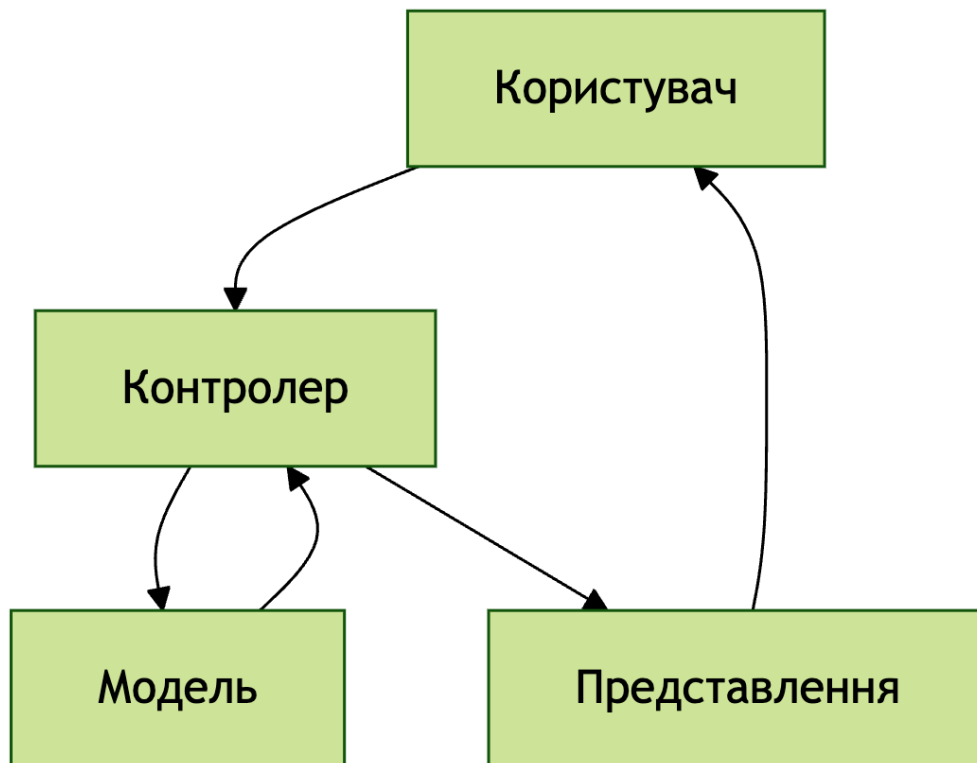 Користувач
Контролер
Модель
Представлення